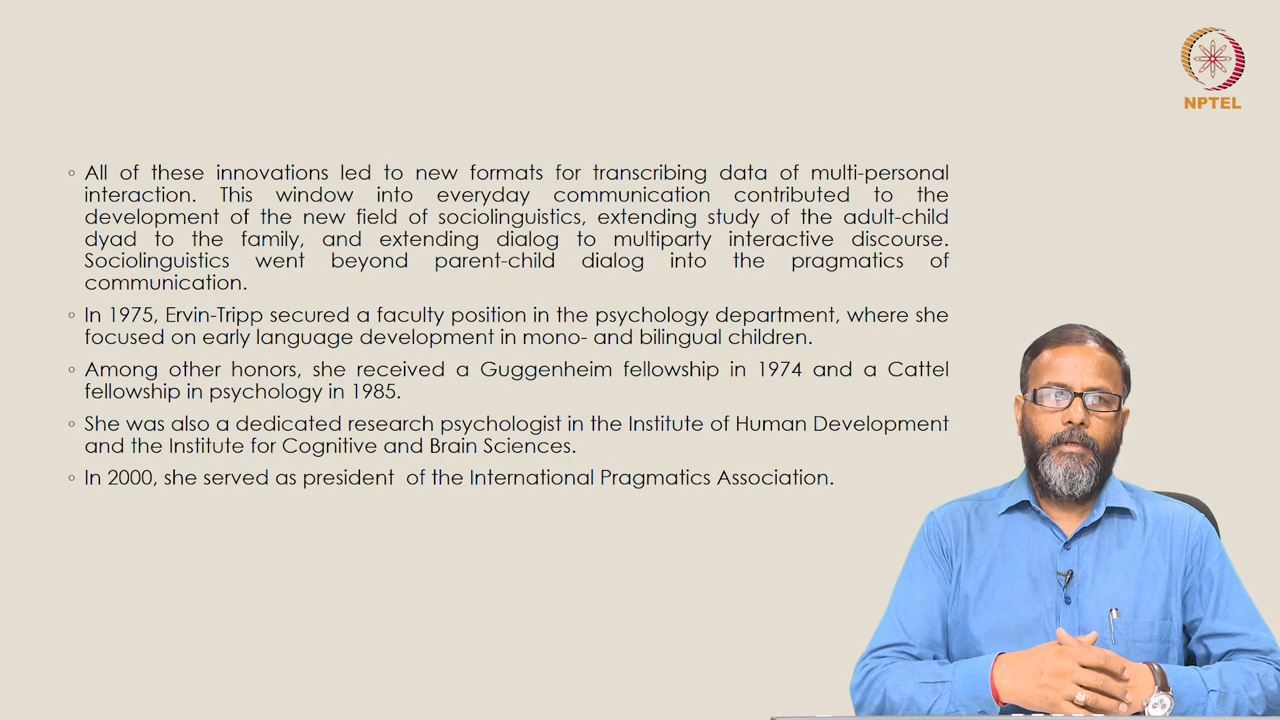 NPTEL
◦ All of these innovations led to new formats for transcribing data of multi-personal
interaction. This window into everyday communication contributed to the
development of the new field of sociolinguistics, extending study of the adult-child
dyad to the family, and extending dialog to multiparty interactive discourse.
Sociolinguistics went beyond parent-child dialog into the pragmatics of
communication.
◦ In 1975, Ervin-Tripp secured a faculty position in the psychology department, where she
focused on early language development in mono- and bilingual children.
◦ Among other honors, she received a Guggenheim fellowship in 1974 and a Cattel
fellowship in psychology in 1985.
◦ She was also a dedicated research psychologist in the Institute of Human Development
and the Institute for Cognitive and Brain Sciences.
◦ In 2000, she served as president of the International Pragmatics Association.